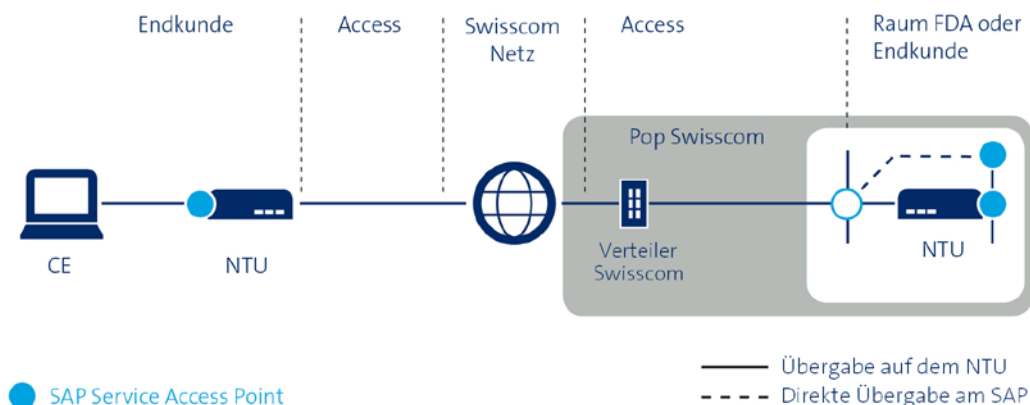 Endkunde
Access
Swisscom
Netz
Access
Raum FDA oder
Endkunde
Pop Swisscom
CE
NTU
Verteiler
Swisscom
NTU
SAP Service Access Point
Übergabe auf dem NTU
Direkte Übergabe am SAP